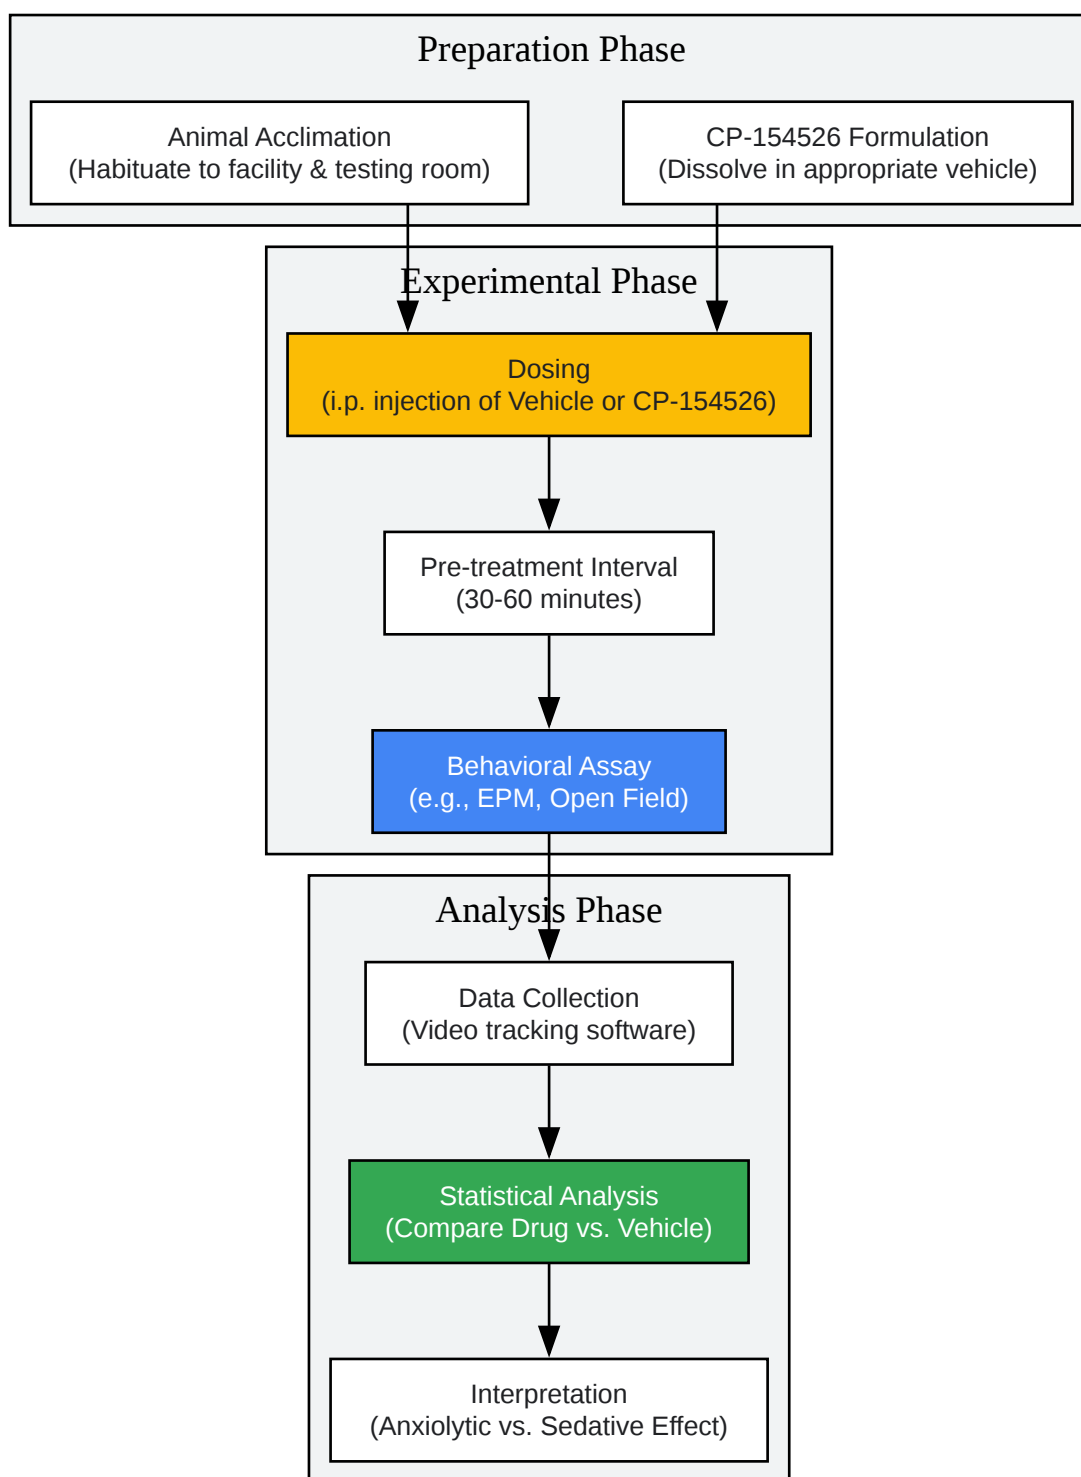 Preparation Phase
Animal Acclimation
(Habituate to facility & testing room)
CP-154526 Formulation
(Dissolve in appropriate vehicle)
Experimental Phase
Dosing
(i.p. injection of Vehicle or CP-154526)
Pre-treatment Interval
(30-60 minutes)
Behavioral Assay
(e.g., EPM, Open Field)
Analysis Phase
Data Collection
(Video tracking software)
Statistical Analysis
(Compare Drug vs. Vehicle)
Interpretation
(Anxiolytic vs. Sedative Effect)